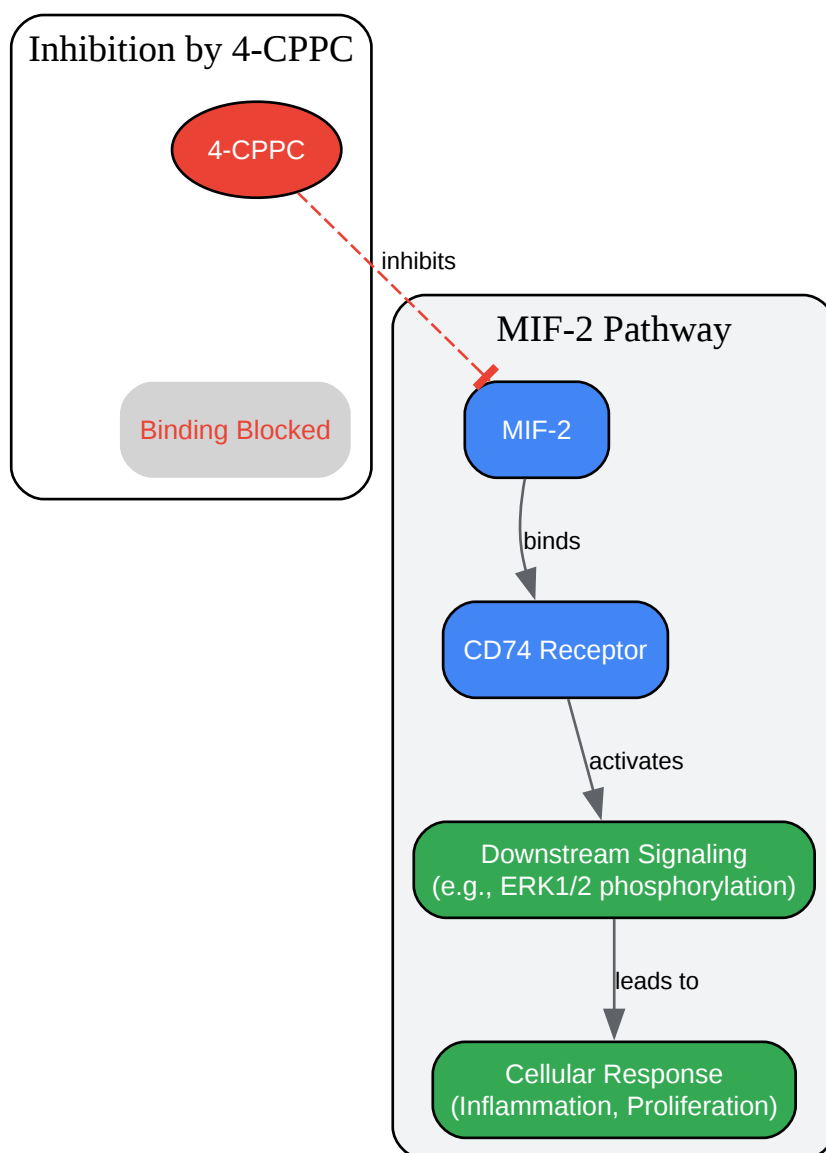 Inhibition by 4-CPPC
4-CPPC
inhibits
MIF-2 Pathway
Binding Blocked
MIF-2
binds
CD74 Receptor
activates
Downstream Signaling
(e.g., ERK1/2 phosphorylation)
leads to
Cellular Response
(Inflammation, Proliferation)